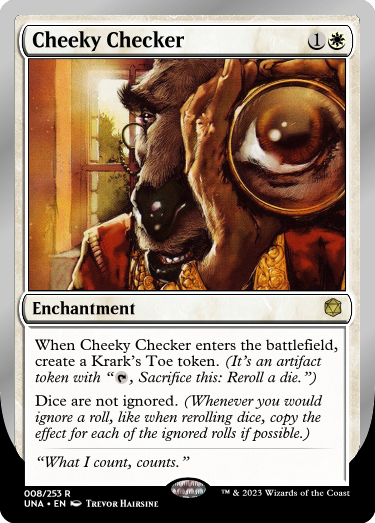 Cheeky Checker 1
Enchantment
When Cheeky Checker enters the battlefield,
create a Krark's Toe token. (It's an artifact
token with “, Sacrifice this: Reroll a die.”)
Dice are not ignored. (Whenever you would
ignore a roll, like when rerolling dice, copy the
effect for each of the ignored rolls if possible.)
“What I count, counts.”
008/253 R
™ & 2023 Wizards of the Coast
UNA • EN Trevor Hairsine